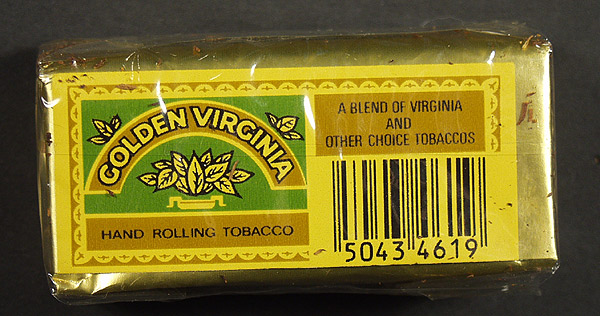 GOLDEN VIRGINIA
HAND ROLLING TOBACCO
A BLEND OF VIRGINIA
AND
OTHER CHOICE TOBACCOS
5043 4619